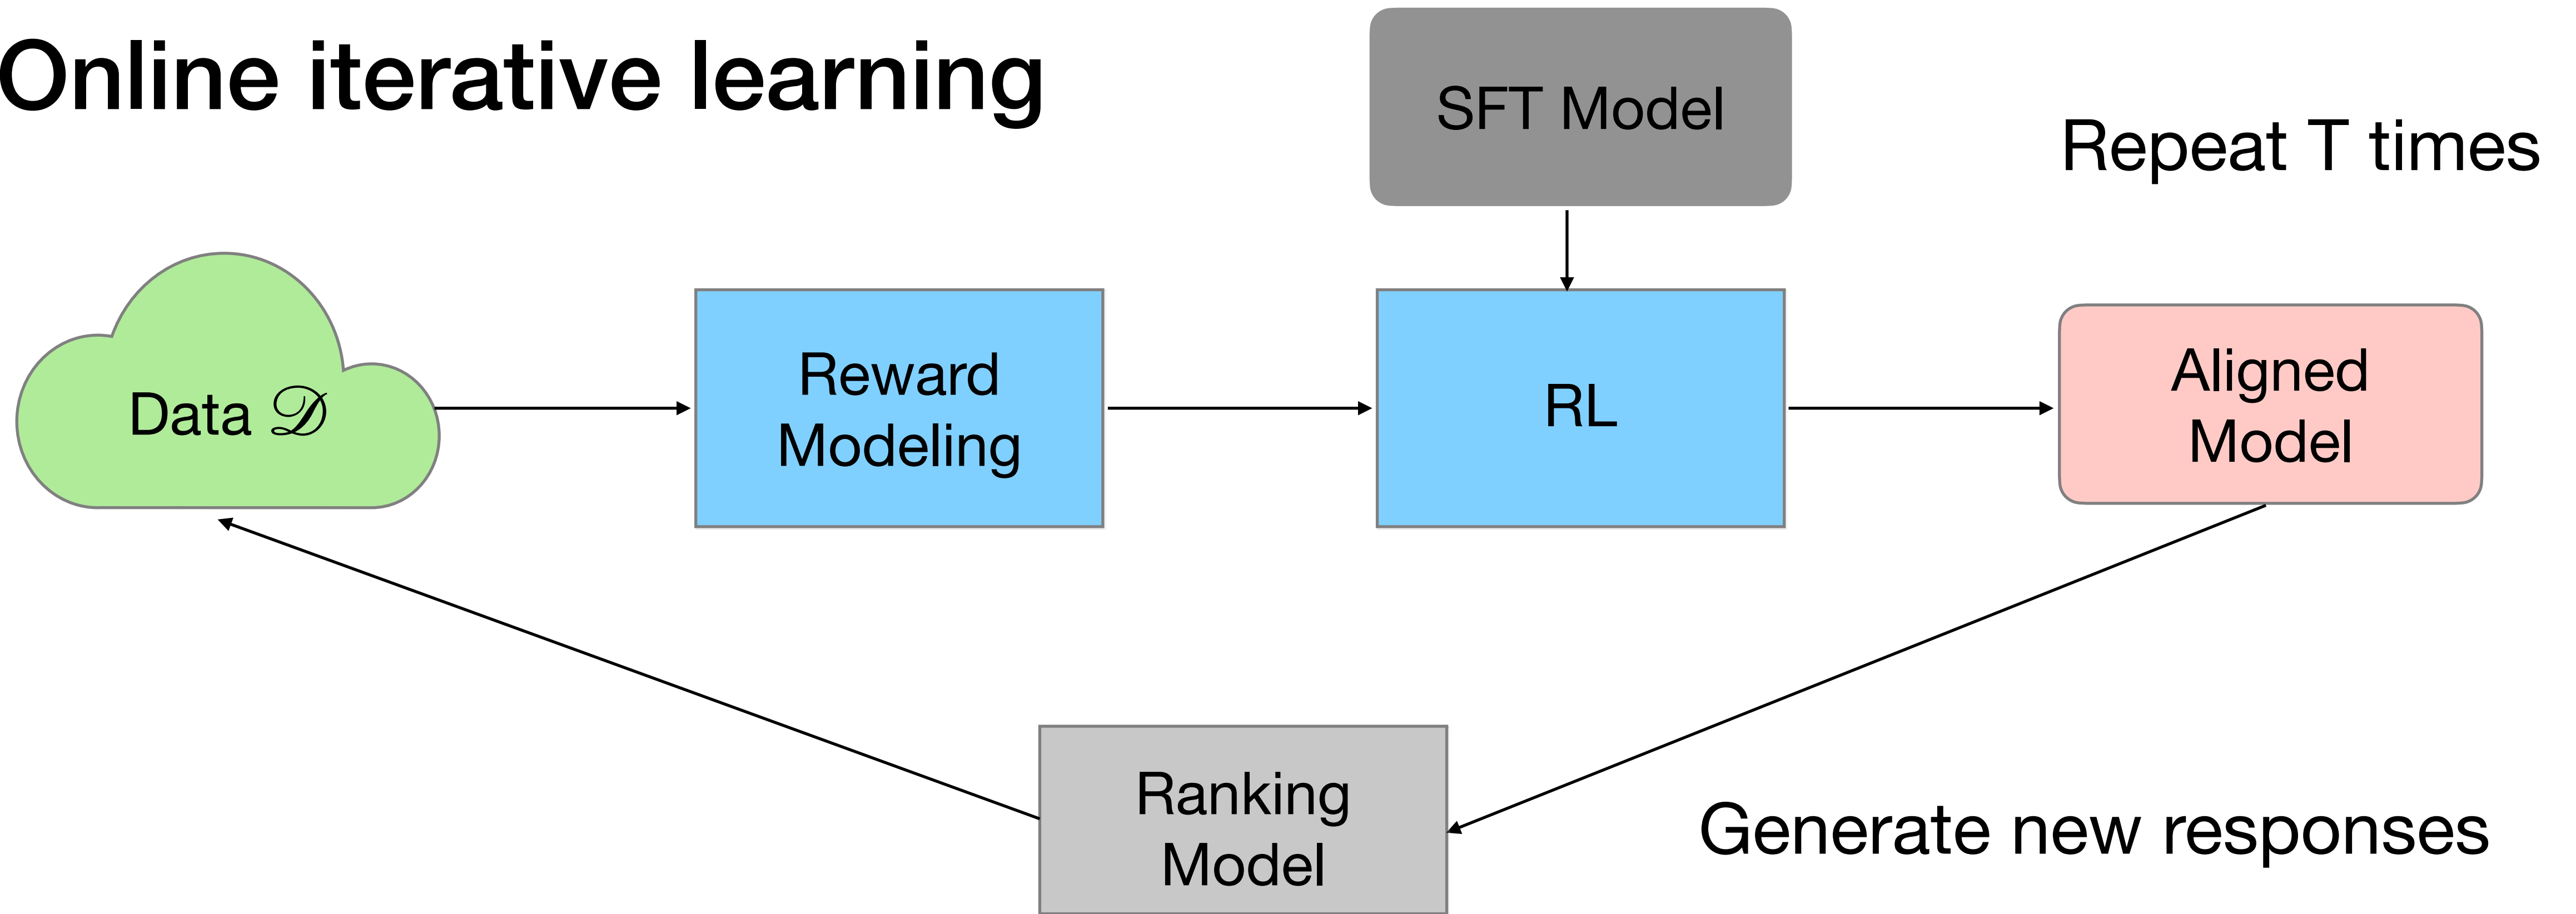 Online iterative learning
SFT Model
Repeat T times
Data 𝒟
Reward
Modeling
RL
Aligned
Model
Ranking
Model
Generate new responses